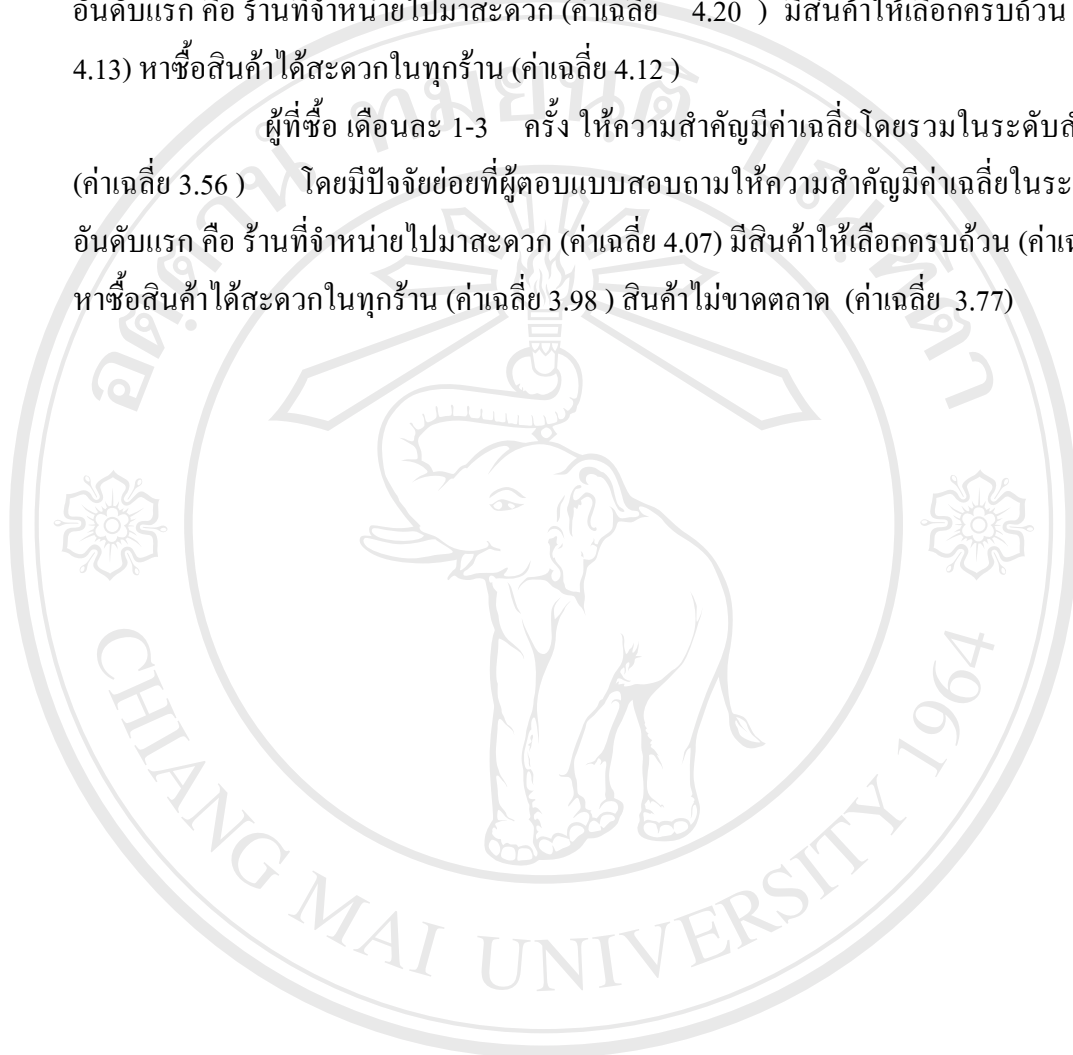 อันดับแรก คือ ร้านที่จำหน่ายไปมาสะดวก (ค่าเฉลี่ย 4.20 ) มีสินค้าให้เลือกครบถ้วน
4.13) หาซื้อสินค้าได้สะดวกในทุกร้าน (ค่าเฉลี่ย 4.12 )
ผู้ที่ซื้อ เดือนละ 1-3 ครั้ง ให้ความสำคัญมีค่าเฉลี่ยโดยรวมในระดับ
(ค่าเฉลี่ย 3.56 ) โดยมีปัจจัยย่อยที่ผู้ตอบแบบสอบถามให้ความสำคัญมีค่าเฉลี่ยใน
อันดับแรก คือ ร้านที่จำหน่ายไปมาสะดวก (ค่าเฉลี่ย 4.07) มีสินค้าให้เลือกครบถ้วน
หาซื้อสินค้าได้สะดวกในทุกร้าน (ค่าเฉลี่ย 3.98 ) สินค้าไม่ขาดตลาด (ค่าเฉลี่ย 3.77)
CHIANG MAI UNIVERSITY 1964